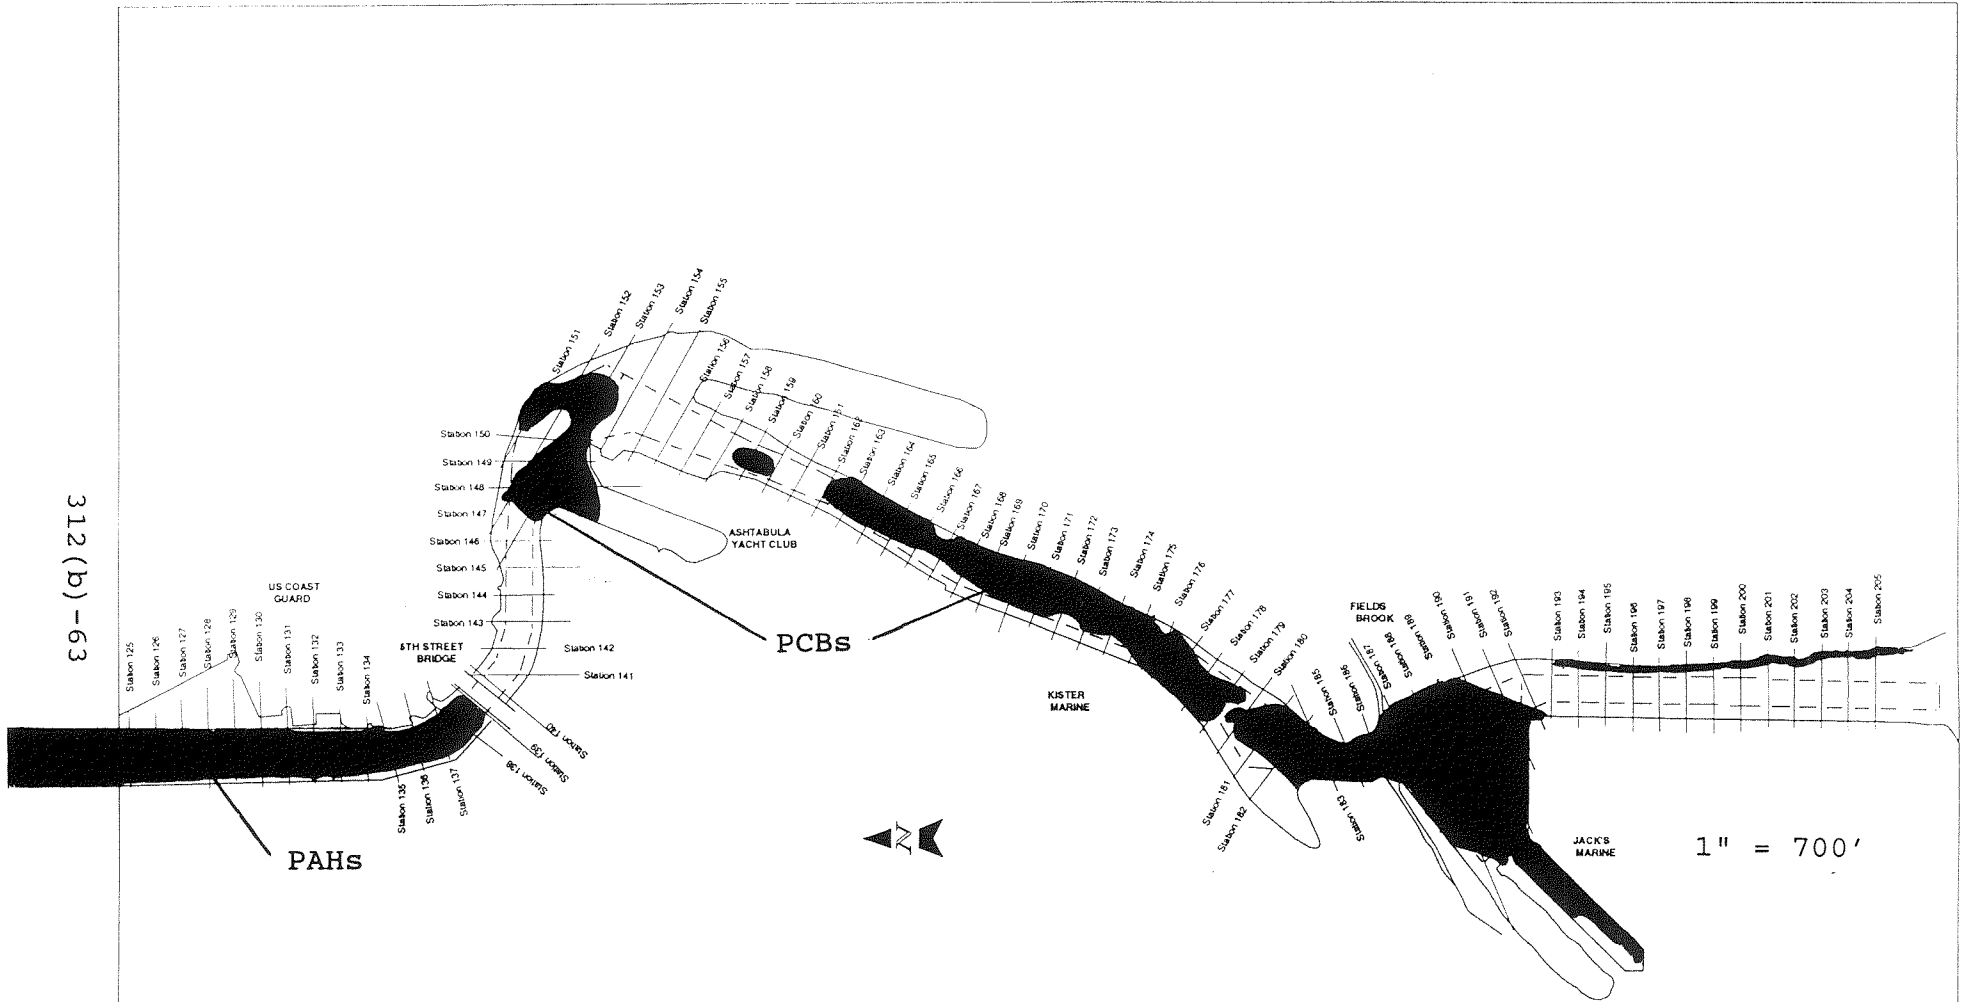 312(b)-63
Station 125
Station 126
Station 127
Station 128
Station 129
Station 130
US COAST
GUARD
Station 131
Station 132
Station 133
Station 134
Station 135
Station 136
Station 137
Station 138
Station 139
Station 140
5TH STREET
BRIDGE
Station 141
Station 142
Station 143
Station 144
Station 145
Station 146
Station 147
Station 148
Station 149
Station 150
Station 151
Station 152
Station 153
Station 154
Station 155
Station 156
Station 157
Station 158
Station 159
Station 160
Station 161
Station 162
Station 163
Station 164
Station 165
Station 166
Station 167
Station 168
Station 169
Station 170
Station 171
Station 172
Station 173
Station 174
Station 175
Station 176
Station 177
Station 178
Station 179
Station 180
ASHTABULA
YACHT CLUB
PCBs
PAHs
KISTER
MARINE
Station 181
Station 182
Station 183
Station 185
Station 186
Station 187
Station 188
Station 189
Station 190
Station 191
Station 192
FIELDS
BROOK
Station 193
Station 194
Station 195
Station 196
Station 197
Station 198
Station 199
Station 200
Station 201
Station 202
Station 203
Station 204
Station 205
N
JACK'S
MARINE
1" = 700'